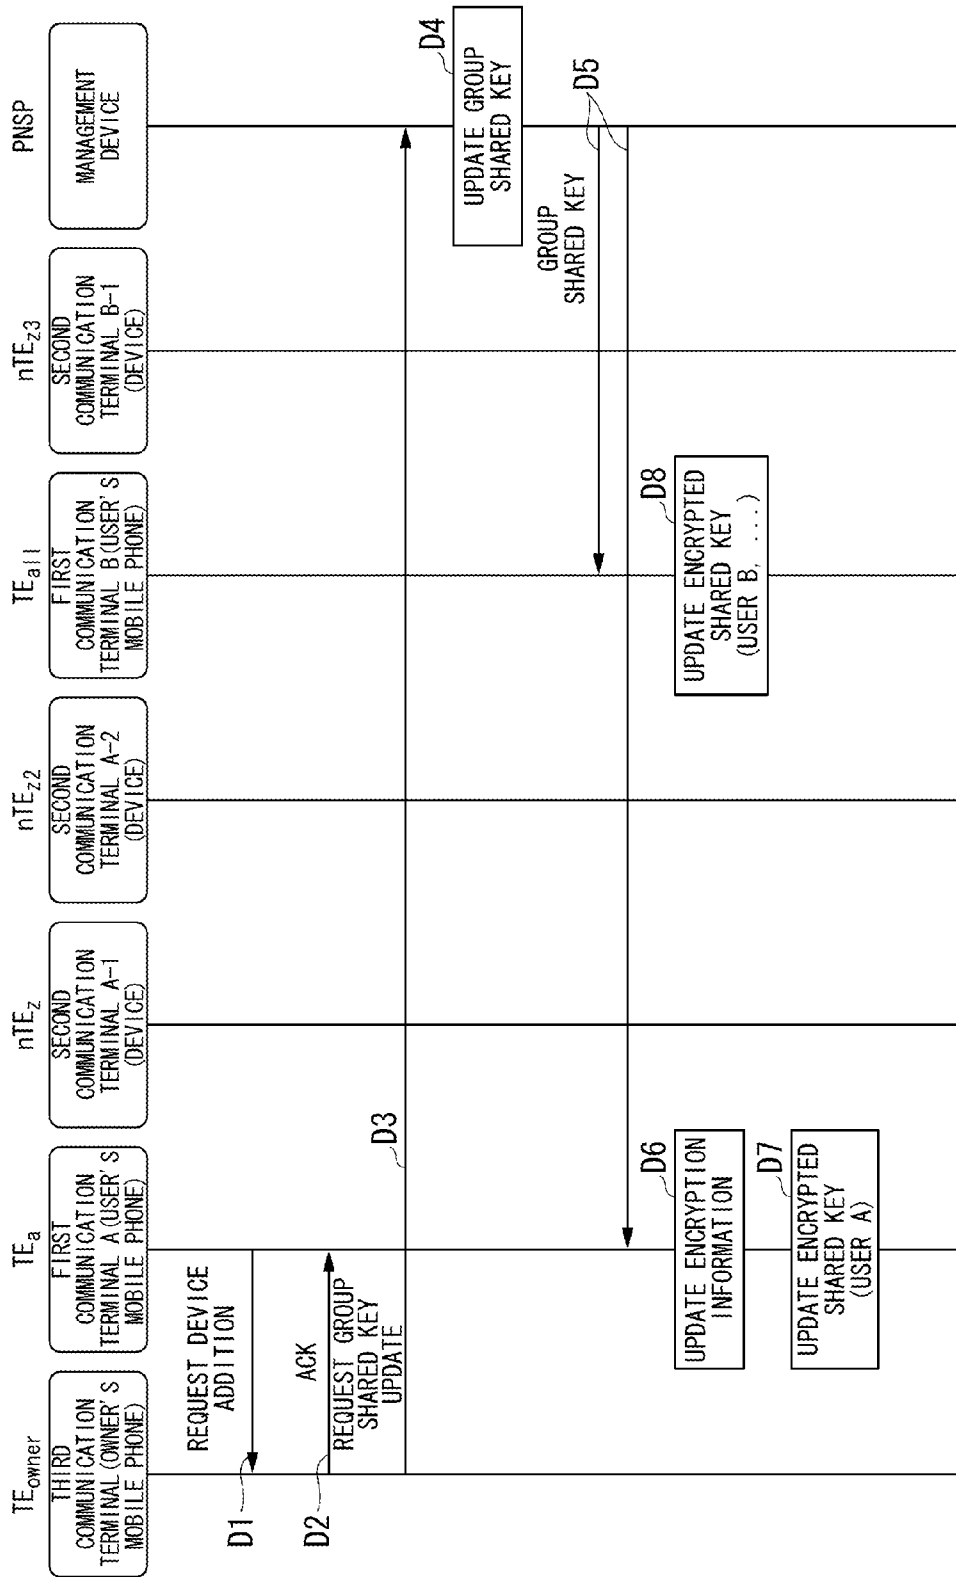 TEowner
THIRD
COMMUNICATION
TERMINAL(OWNER'S
MOBILE PHONE)
TEa
FIRST
COMMUNICATION
TERMINAL A(USER'S
MOBILE PHONE)
nTEz
SECOND
COMMUNICATION
TERMINAL A-1
(DEVICE)
nTEz2
SECOND
COMMUNICATION
TERMINAL A-2
(DEVICE)
TEall
FIRST
COMMUNICATION
TERMINAL B(USER'S
MOBILE PHONE)
nTEz3
SECOND
COMMUNICATION
TERMINAL B-1
(DEVICE)
PNSP
MANAGEMENT
DEVICE
REQUEST DEVICE
ADDITION
D1
ACK
D2
REQUEST GROUP
SHARED KEY
UPDATE
D3
D4
UPDATE GROUP
SHARED KEY
GROUP
SHARED KEY
D5
D6
UPDATE ENCRYPTION
INFORMATION
D7
UPDATE ENCRYPTED
SHARED KEY
(USER A)
D8
UPDATE ENCRYPTED
SHARED KEY
(USER B, ....)